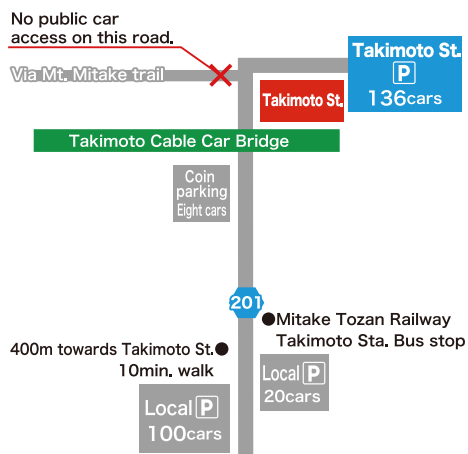 No public car
access on this road.
Via Mt. Mitake trail
Takimoto St.
P
136cars
Takimoto St.
Takimoto Cable Car Bridge
Coin
parking
Eight cars
201
●Mitake Tozan Railway
Takimoto Sta. Bus stop
400m towards Takimoto St.●
10min. walk
Local P
20cars
Local P
100cars